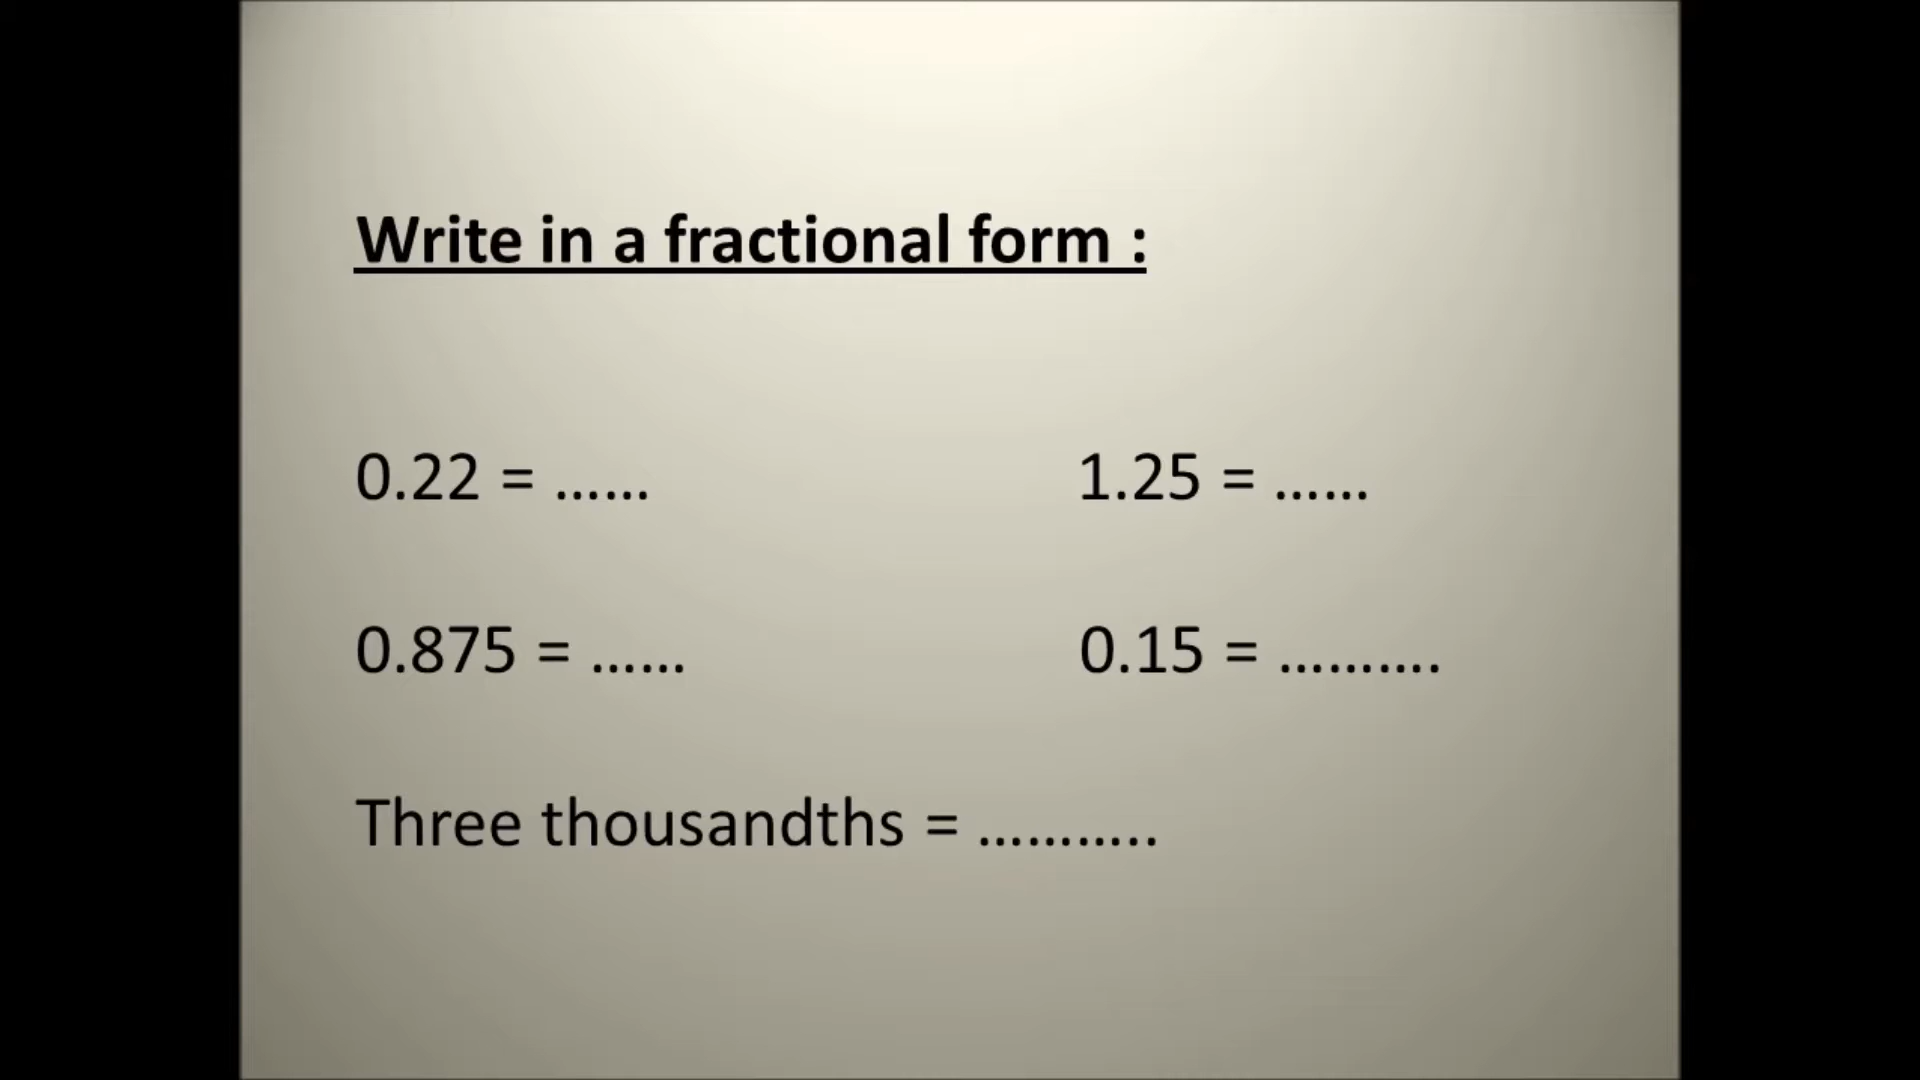 Write in a fractional form :
0.22 = ...... 1.25 = ......
0.875 = ...... 0.15 = ..........
Three thousandths = ...........